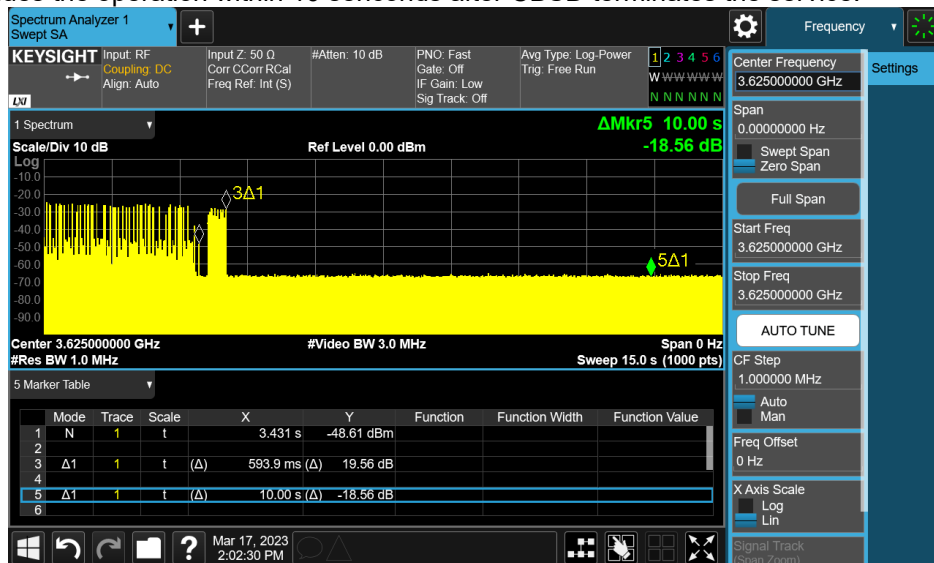 Spectrum Analyzer 1
Swept SA
Frequency
KEYSIGHT
LXI
Input: RF
Coupling: DC
Align: Auto
Input Z: 50 Ω
Corr CCorr RCal
Freq Ref: Int (S)
#Atten: 10 dB
PNO: Fast
Gate: Off
IF Gain: Low
Sig Track: Off
Avg Type: Log-Power
Trig: Free Run
1 2 3 4 5 6
W W W W W W
N N N N N N
1 Spectrum
ΔMkr5 10.00 s
-18.56 dB
Scale/Div 10 dB
Ref Level 0.00 dBm
Log
-10.0
-20.0
-30.0
-40.0
-50.0
-60.0
-70.0
-80.0
-90.0
3Δ1
5Δ1
Center 3.625000000 GHz
#Video BW 3.0 MHz
Span 0 Hz
#Res BW 1.0 MHz
Sweep 15.0 s (1000 pts)
5 Marker Table
Mode Trace Scale X Y Function Function Width Function Value
1 N 1 t 3.431 s -48.61 dBm
2
3 Δ1 1 t (Δ) 593.9 ms (Δ) 19.56 dB
4
5 Δ1 1 t (Δ) 10.00 s (Δ) -18.56 dB
6
?
Mar 17, 2023
2:02:30 PM
Center Frequency
3.625000000 GHz
Settings
Span
0.00000000 Hz
Swept Span
Zero Span
Full Span
Start Freq
3.625000000 GHz
Stop Freq
3.625000000 GHz
AUTO TUNE
CF Step
1.000000 MHz
Auto
Man
Freq Offset
0 Hz
X Axis Scale
Log
Lin
Signal Track
(Span Zoom)